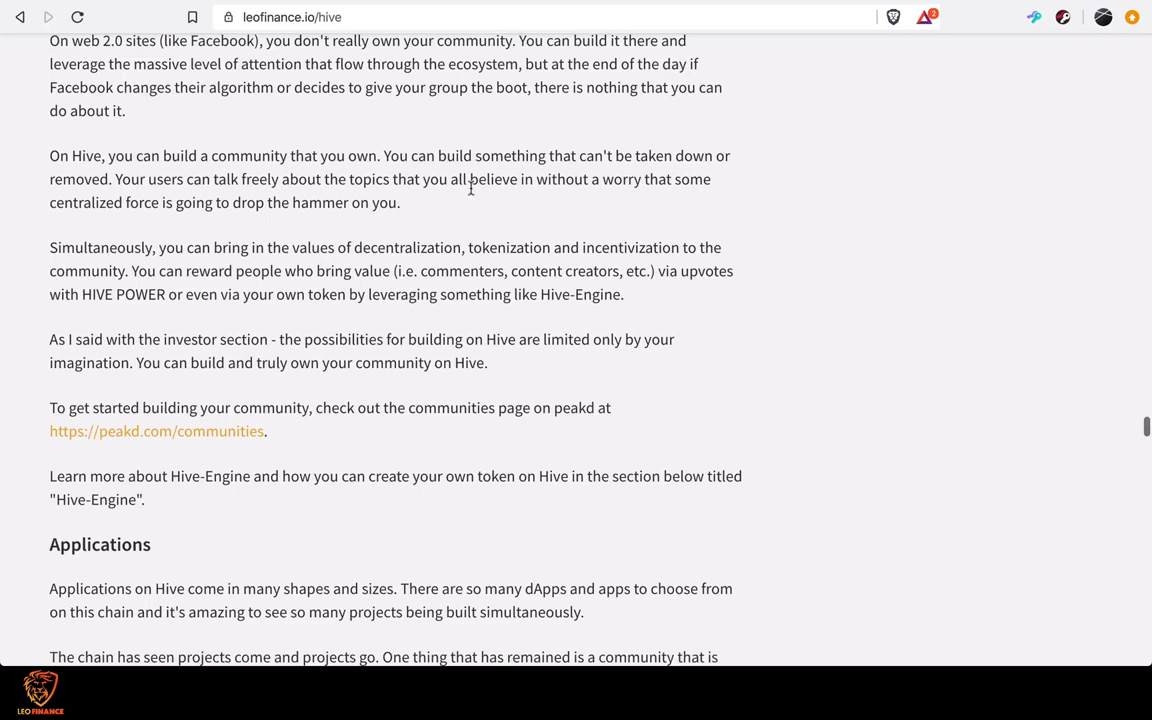 leofinance.io/hive
2
On web 2.0 sites (like Facebook), you don't really own your community. You can build it there and
leverage the massive level of attention that flow through the ecosystem, but at the end of the day if
Facebook changes their algorithm or decides to give your group the boot, there is nothing that you can
do about it.
On Hive, you can build a community that you own. You can build something that can't be taken down or
removed. Your users can talk freely about the topics that you all believe in without a worry that some
centralized force is going to drop the hammer on you.
Simultaneously, you can bring in the values of decentralization, tokenization and incentivization to the
community. You can reward people who bring value (i.e. commenters, content creators, etc.) via upvotes
with HIVE POWER or even via your own token by leveraging something like Hive-Engine.
As I said with the investor section - the possibilities for building on Hive are limited only by your
imagination. You can build and truly own your community on Hive.
To get started building your community, check out the communities page on peakd at
https://peakd.com/communities.
Learn more about Hive-Engine and how you can create your own token on Hive in the section below titled
"Hive-Engine".
Applications
Applications on Hive come in many shapes and sizes. There are so many dApps and apps to choose from
on this chain and it's amazing to see so many projects being built simultaneously.
The chain has seen projects come and projects go. One thing that has remained is a community that is
LEOFINANCE